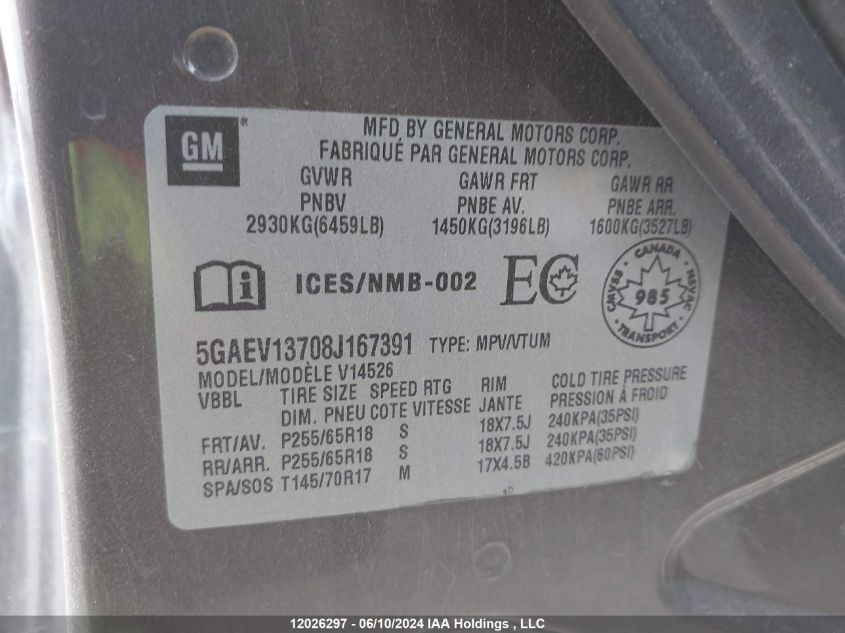 GM ®
MFD BY GENERAL MOTORS CORP.
FABRIQUÉ PAR GENERAL MOTORS CORP.
GVWR GAWR FRT GAWR RR
PNBV PNBE AV. PNBE ARR.
2930KG(6459LB) 1450KG(3196LB) 1600KG(3527LB)
i ICES/NMB-002 EC CANADA CMVSS 985 NSVAC TRANSPORT
5GAEV13708J167391 TYPE: MPV/VTUM
MODEL/MODÈLE V14526
VBBL TIRE SIZE SPEED RTG RIM COLD TIRE PRESSURE
DIM. PNEU COTE VITESSE JANTE PRESSION À FROID
FRT/AV. P255/65R18 S 18X7.5J 240KPA(35PSI)
RR/ARR. P255/65R18 S 18X7.5J 240KPA(35PSI)
SPA/SOS T145/70R17 M 17X4.5B 420KPA(60PSI)
12026297 - 06/10/2024 IAA Holdings , LLC